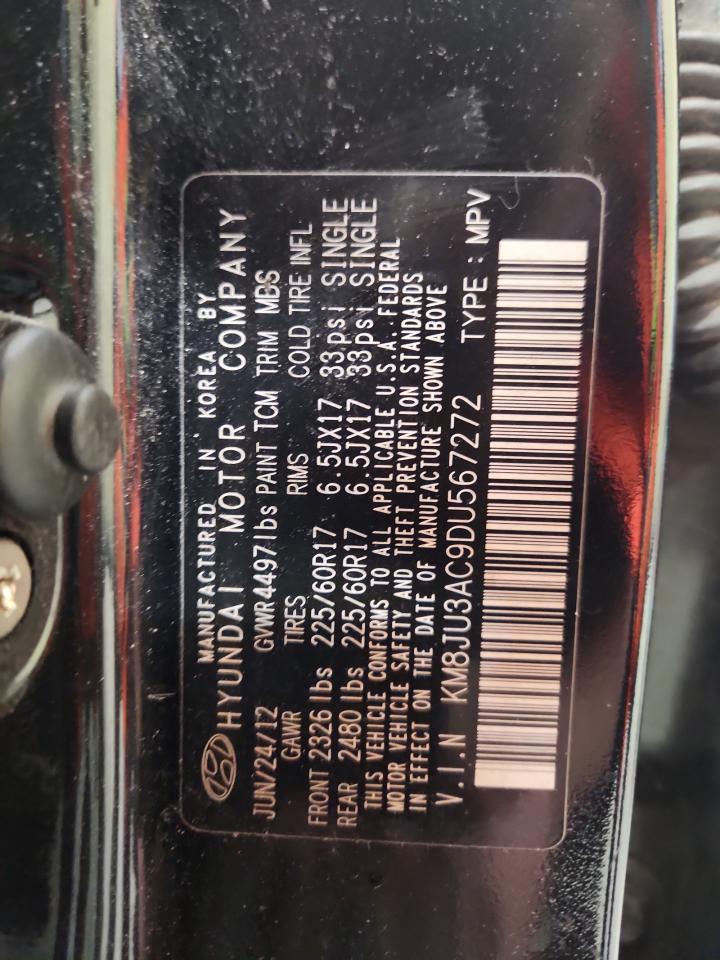 MANUFACTURED IN KOREA BY
HYUNDAI MOTOR COMPANY
JUN/24/12 GVWR4497lbs PAINT TCM TRIM MBS
GAWR TIRES RIMS COLD TIRE INFL
FRONT 2326 lbs 225/60R17 6.5JX17 33psi SINGLE
REAR 2480 lbs 225/60R17 6.5JX17 33psi SINGLE
THIS VEHICLE CONFORMS TO ALL APPLICABLE U.S.A. FEDERAL
MOTOR VEHICLE SAFETY AND THEFT PREVENTION STANDARDS
IN EFFECT ON THE DATE OF MANUFACTURE SHOWN ABOVE
V.I.N KM8JU3AC9DU567272 TYPE : MPV